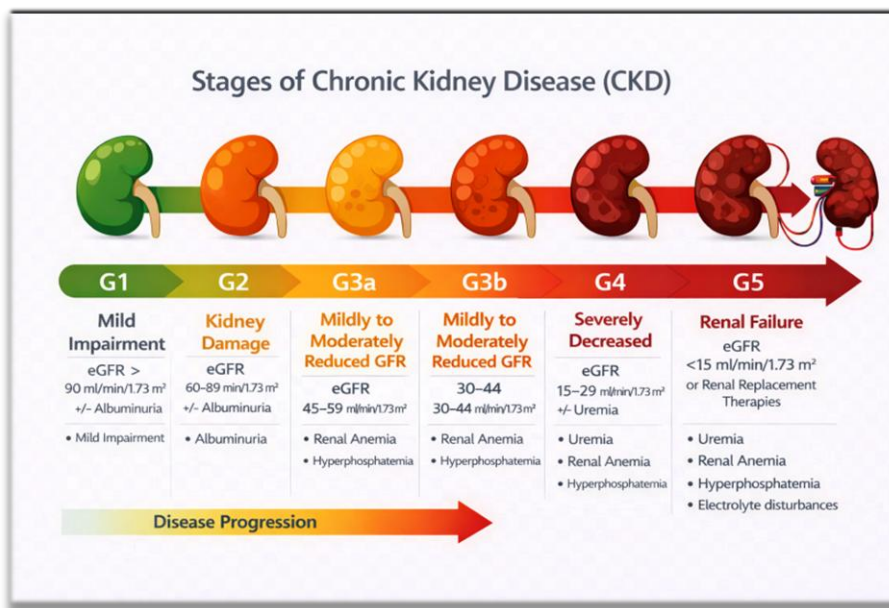 Stages of Chronic Kidney Disease (CKD)
G1
G2
G3a
G3b
G4
G5
Mild
Impairment
eGFR >
90 ml/min/1.73 m²
+/- Albuminuria
• Mild Impairment
Kidney
Damage
eGFR
60–89 min/1.73 m²
+/- Albuminuria
• Albuminuria
Mildly to
Moderately
Reduced GFR
eGFR
45–59 ml/min/1.73 m²
• Renal Anemia
• Hyperphosphatemia
Mildly to
Moderately
Reduced GFR
30–44
30–44 ml/min/1.73 m²
• Renal Anemia
• Hyperphosphatemia
Severely
Decreased
eGFR
15–29 ml/min/1.73 m²
+/- Uremia
• Uremia
• Renal Anemia
• Hyperphosphatemia
Renal Failure
eGFR
<15 ml/min/1.73 m²
or Renal Replacement
Therapies
• Uremia
• Renal Anemia
• Hyperphosphatemia
• Electrolyte disturbances
Disease Progression